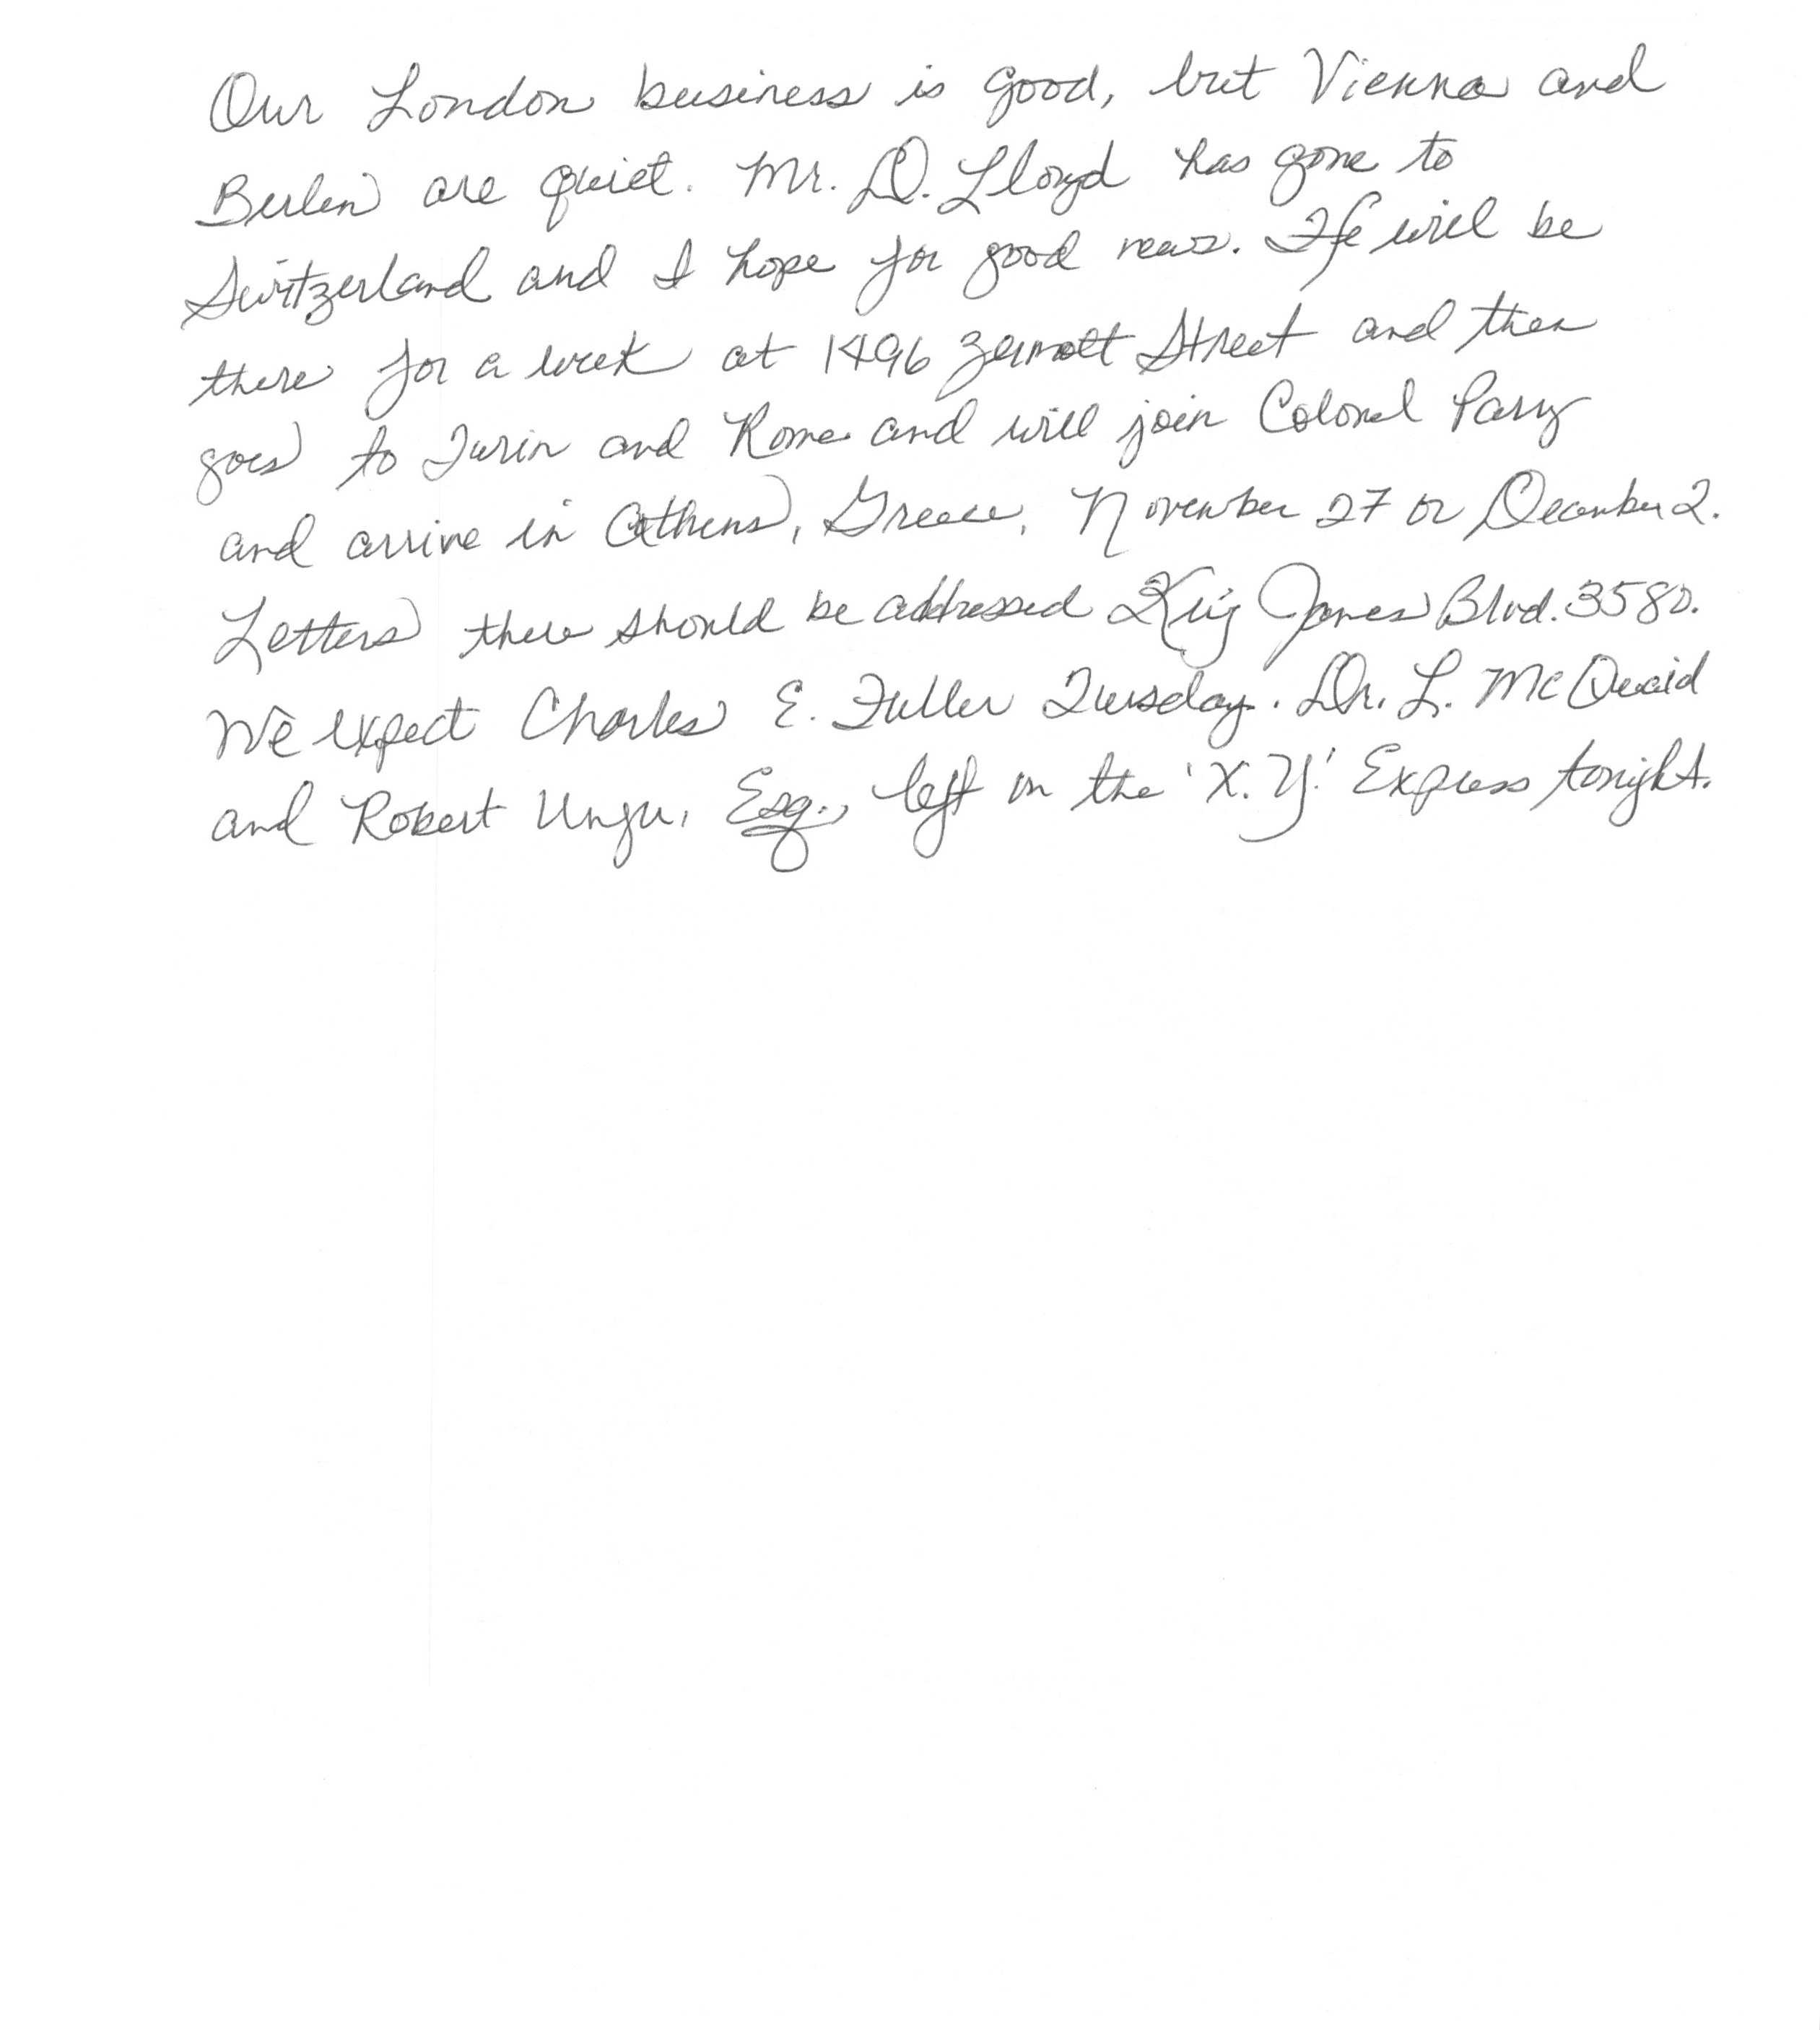 Our London business is good, but Vienna and
Berlin are quiet. Mr. D. Lloyd has gone to
Switzerland and I hope for good news. He will be
there for a week at 1496 Zermott Street and then
goes to Turin and Rome and will join Colonel Parry
and arrive in Athens, Greece, November 27 or December 2.
Letters there should be addressed King James Blvd. 3580.
We expect Charles E. Fuller Tuesday. Dr. L. McQuaid
and Robert Unger, Esq., left on the 'X.Y.' Express tonight.